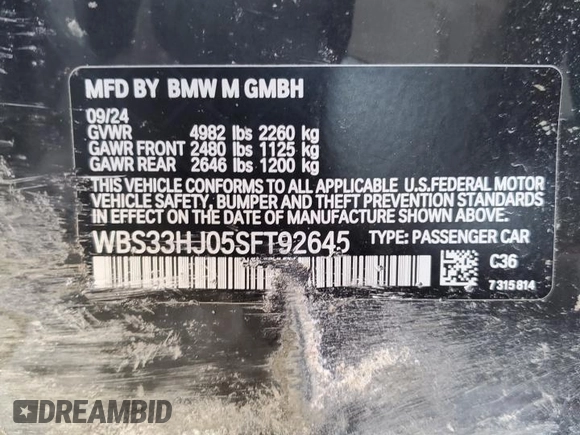 MFD BY BMW M GMBH
09/24
GVWR 4982 lbs 2260 kg
GAWR FRONT 2480 lbs 1125 kg
GAWR REAR 2646 lbs 1200 kg
THIS VEHICLE CONFORMS TO ALL APPLICABLE U.S.FEDERAL MOTOR
VEHICLE SAFETY, BUMPER AND THEFT PREVENTION STANDARDS
IN EFFECT ON THE DATE OF MANUFACTURE SHOWN ABOVE.
WBS33HJ05SFT92645 TYPE: PASSENGER CAR
C36
7 315 814
DREAMBID